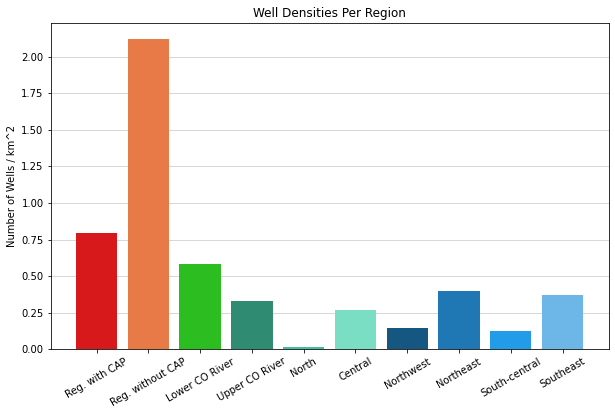 Well Densities Per Region
Number of Wells / km^2
2.00
1.75
1.50
1.25
1.00
0.75
0.50
0.25
0.00
Reg. with CAP
Reg. without CAP
Lower CO River
Upper CO River
North
Central
Northwest
Northeast
South-central
Southeast